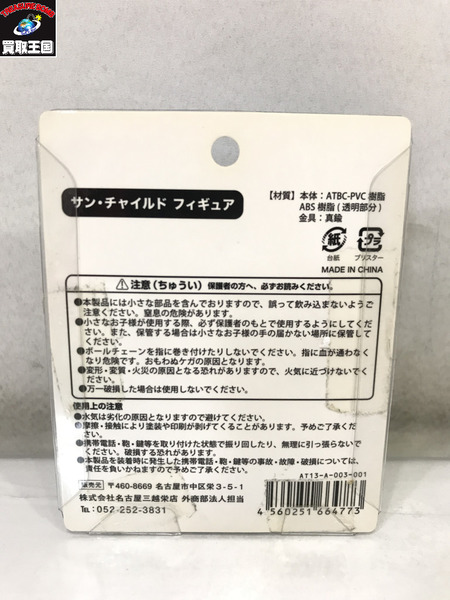 買取王国
サン・チャイルド フィギュア
【材質】本体：ATBC-PVC 樹脂
ABS 樹脂(透明部分)
金具：真鍮
紙
プラ
台紙
ブリスター
MADE IN CHINA
注意（ちゅうい）保護者の方へ、必ずお読みください。
●本製品には小さな部品を含んでおりますので、誤って飲み込まないようご
注意ください。窒息の危険があります。
●小さなお子様が使用する際、必ず保護者のもとで使用するようにしてくだ
さい。また、保管する場合は小さなお子様の手の届かない場所に保管して
ください。
●ボールチェーンを指に巻き付けたりしないでください。指に血が通わなく
なり危険です。おもわぬケガの原因となります。
●変形・変質・火災の原因となる恐れがありますので、火気に近づけないで
ください。
●万一破損した場合は使用しないでください。
使用上の注意
●水気は劣化の原因となりますので避けてください。
●摩擦・接触により塗装や印刷が剥げてくることがあります。予めご了承く
ださい。
●携帯電話・鞄・鍵等を取り付けた状態で振り回したり、無理に引っ張らないで
ください。破損する恐れがあります。
●本製品を装着時に発生した携帯電話・鞄・鍵等の事故・故障・破損については、
責任を負いかねますので予めご了承ください。
AT13-A-003-001
販売元 〒460-8669 名古屋市中区栄3-5-1
株式会社名古屋三越栄店 外商部法人担当
TEL：052-252-3831
4 560251 664773